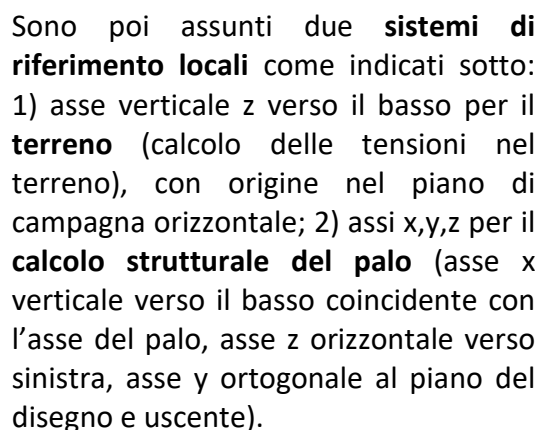 Sono poi assunti due sistemi di
riferimento locali come indicati sotto:
1) asse verticale z verso il basso per il
terreno (calcolo delle tensioni nel
terreno), con origine nel piano di
campagna orizzontale; 2) assi x,y,z per il
calcolo strutturale del palo (asse x
verticale verso il basso coincidente con
l’asse del palo, asse z orizzontale verso
sinistra, asse y ortogonale al piano del
disegno e uscente).